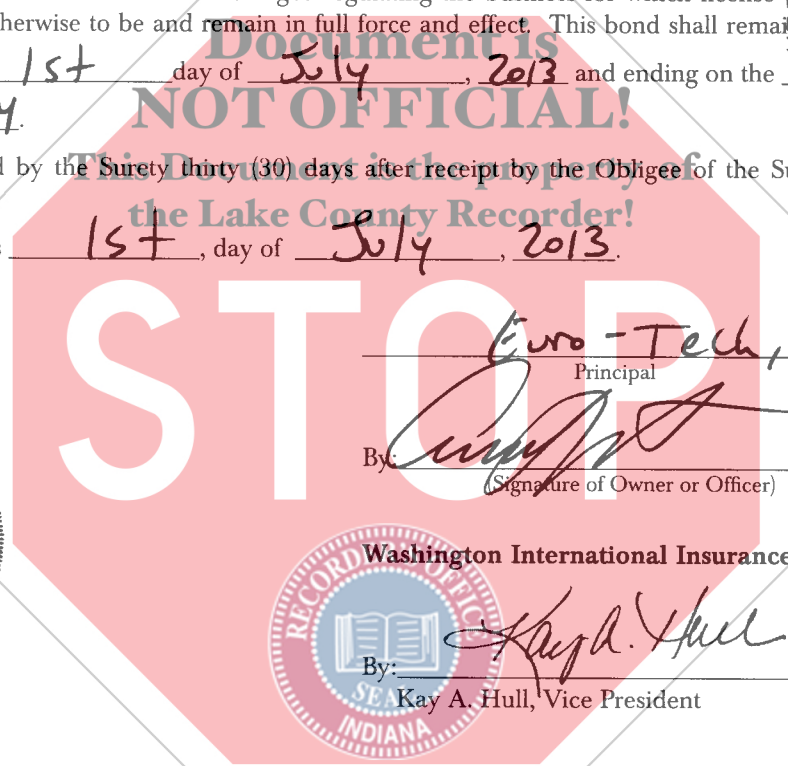 otherwise to be and remain in full force and effect. This bond shall remai
Document is
1st day of July, 2013 and ending on the
NOT OFFICIAL!
d by the Surety thirty (30) days after receipt by the Obligee of the Su
This Document is the property of
the Lake County Recorder!
1st, day of July, 2013.
STOP
Euro-Tech,
Principal
By:
(Signature of Owner or Officer)
Washington International Insurance
Kay A. Hull
By:
Kay A. Hull, Vice President
RECORDER'S OFFICE
SEAL
INDIANA